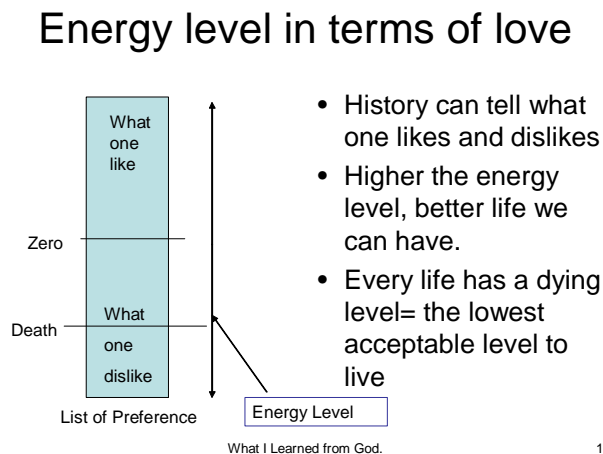 Energy level in terms of love
What
one
like
Zero
What
Death
one
dislike
List of Preference
Energy Level
• History can tell what
one likes and dislikes
• Higher the energy
level, better life we
can have.
• Every life has a dying
level= the lowest
acceptable level to
live
What I Learned from God.
1